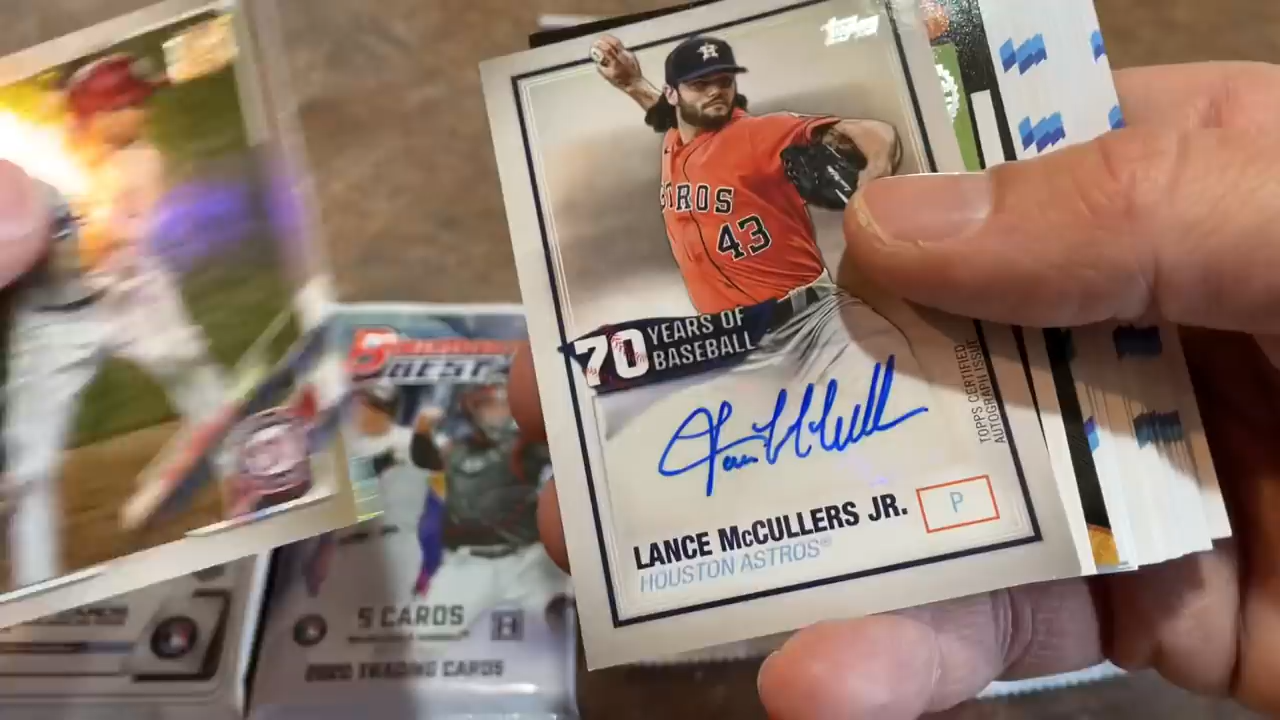 Topps
ASTROS
43
70 YEARS OF
BASEBALL
TOPPS CERTIFIED
AUTOGRAPH ISSUE
LANCE McCULLERS JR.
P
HOUSTON ASTROS®
BEST
5 CARDS
2020 TRADING CARDS